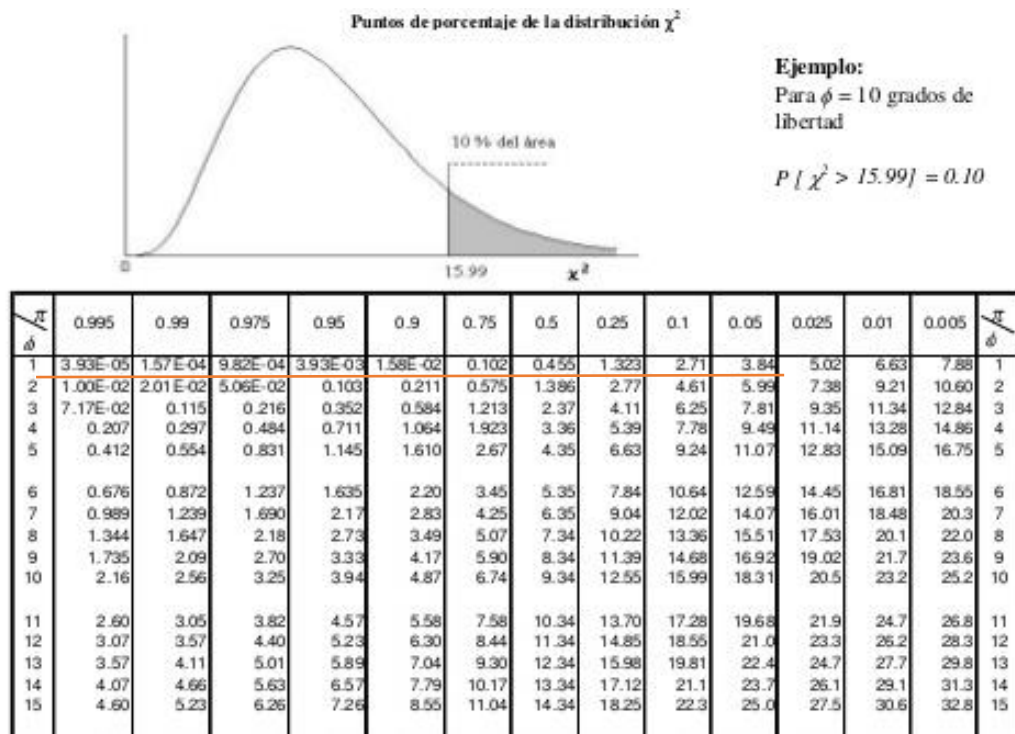 Puntos de porcentaje de la distribución χ²
Ejemplo:
Para ϕ = 10 grados de
libertad
10 % del área
P [ χ² > 15.99] = 0.10
0
15.99
x²
π ϕ 0.995 0.99 0.975 0.95 0.9 0.75 0.5 0.25 0.1 0.05 0.025 0.01 0.005 π ϕ
1 3.93E-05 1.57E-04 9.82E-04 3.93E-03 1.58E-02 0.102 0.455 1.323 2.71 3.84 5.02 6.63 7.88 1
2 1.00E-02 2.01E-02 5.06E-02 0.103 0.211 0.575 1.386 2.77 4.61 5.99 7.38 9.21 10.60 2
3 7.17E-02 0.115 0.216 0.352 0.584 1.213 2.37 4.11 6.25 7.81 9.35 11.34 12.84 3
4 0.207 0.297 0.484 0.711 1.064 1.923 3.36 5.39 7.78 9.49 11.14 13.28 14.86 4
5 0.412 0.554 0.831 1.145 1.610 2.67 4.35 6.63 9.24 11.07 12.83 15.09 16.75 5
6 0.676 0.872 1.237 1.635 2.20 3.45 5.35 7.84 10.64 12.59 14.45 16.81 18.55 6
7 0.989 1.239 1.690 2.17 2.83 4.25 6.35 9.04 12.02 14.07 16.01 18.48 20.3 7
8 1.344 1.647 2.18 2.73 3.49 5.07 7.34 10.22 13.36 15.51 17.53 20.1 22.0 8
9 1.735 2.09 2.70 3.33 4.17 5.90 8.34 11.39 14.68 16.92 19.02 21.7 23.6 9
10 2.16 2.56 3.25 3.94 4.87 6.74 9.34 12.55 15.99 18.31 20.5 23.2 25.2 10
11 2.60 3.05 3.82 4.57 5.58 7.58 10.34 13.70 17.28 19.68 21.9 24.7 26.8 11
12 3.07 3.57 4.40 5.23 6.30 8.44 11.34 14.85 18.55 21.0 23.3 26.2 28.3 12
13 3.57 4.11 5.01 5.89 7.04 9.30 12.34 15.98 19.81 22.4 24.7 27.7 29.8 13
14 4.07 4.66 5.63 6.57 7.79 10.17 13.34 17.12 21.1 23.7 26.1 29.1 31.3 14
15 4.60 5.23 6.26 7.26 8.55 11.04 14.34 18.25 22.3 25.0 27.5 30.6 32.8 15